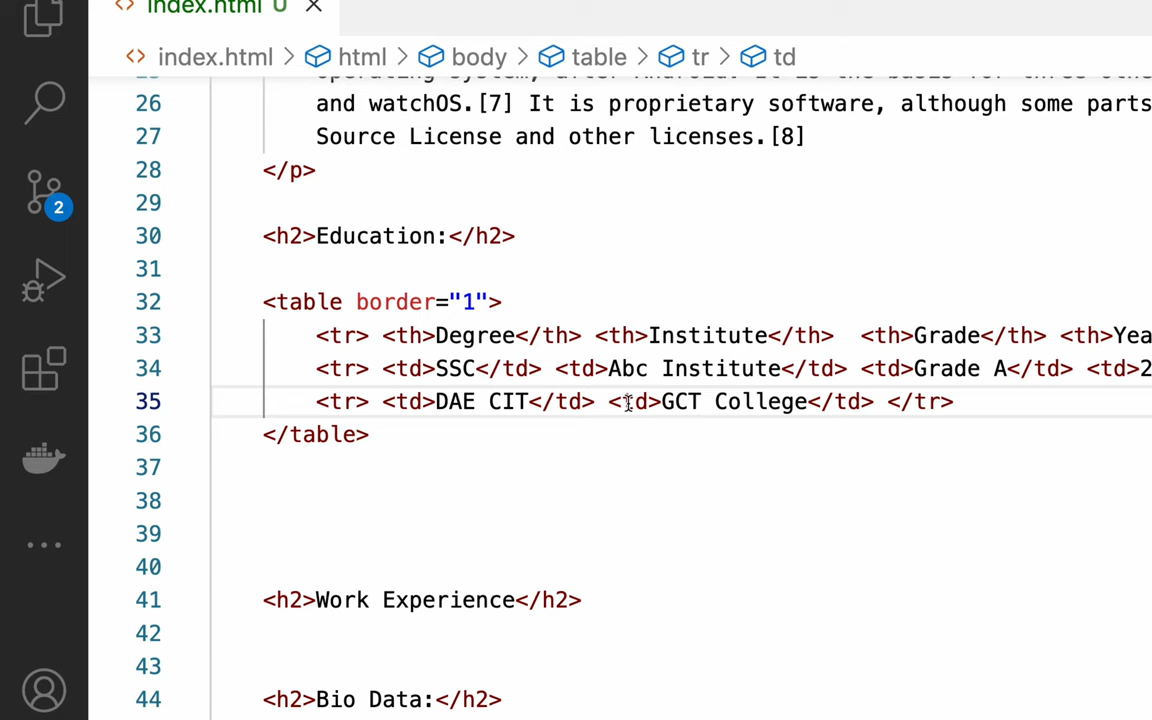 index.html U
index.html > html > body > table > tr > td
26 and watchOS.[7] It is proprietary software, although some parts
27 Source License and other licenses.[8]
28 </p>
29
30 <h2>Education:</h2>
31
32 <table border="1">
33 <tr> <th>Degree</th> <th>Institute</th>  <th>Grade</th> <th>Yea
34 <tr> <td>SSC</td> <td>Abc Institute</td> <td>Grade A</td> <td>2
35 <tr> <td>DAE CIT</td> <td>GCT College</td> </tr>
36 </table>
37
38
39
40
41 <h2>Work Experience</h2>
42
43
44 <h2>Bio Data:</h2>
2